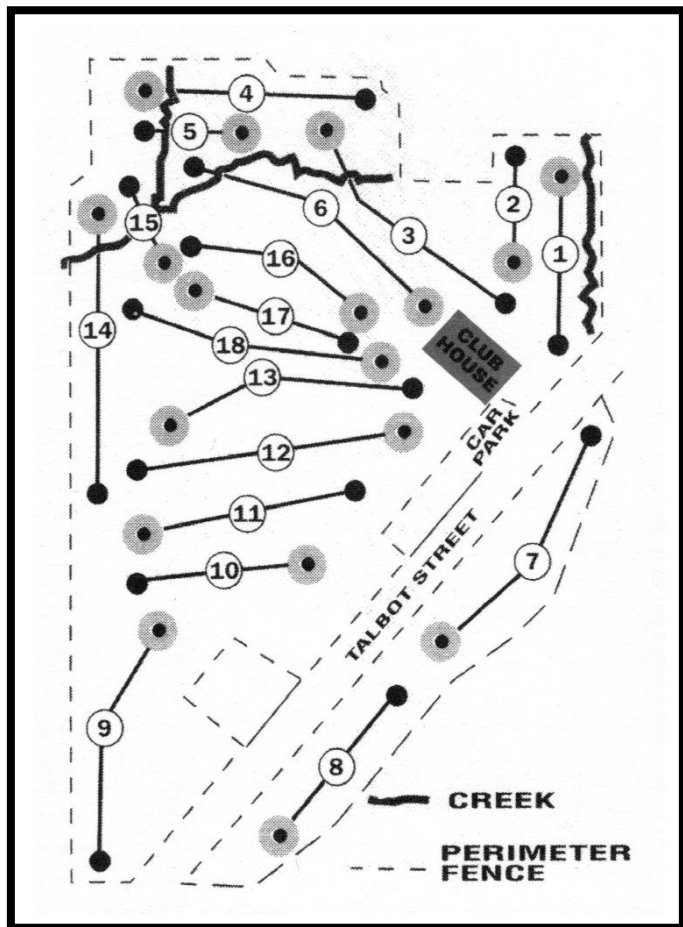 4
5
2
6
3
1
15
16
14
17
18
CLUB
HOUSE
13
CAR
PARK
12
11
TALBOT STREET
7
10
9
8
CREEK
PERIMETER
FENCE